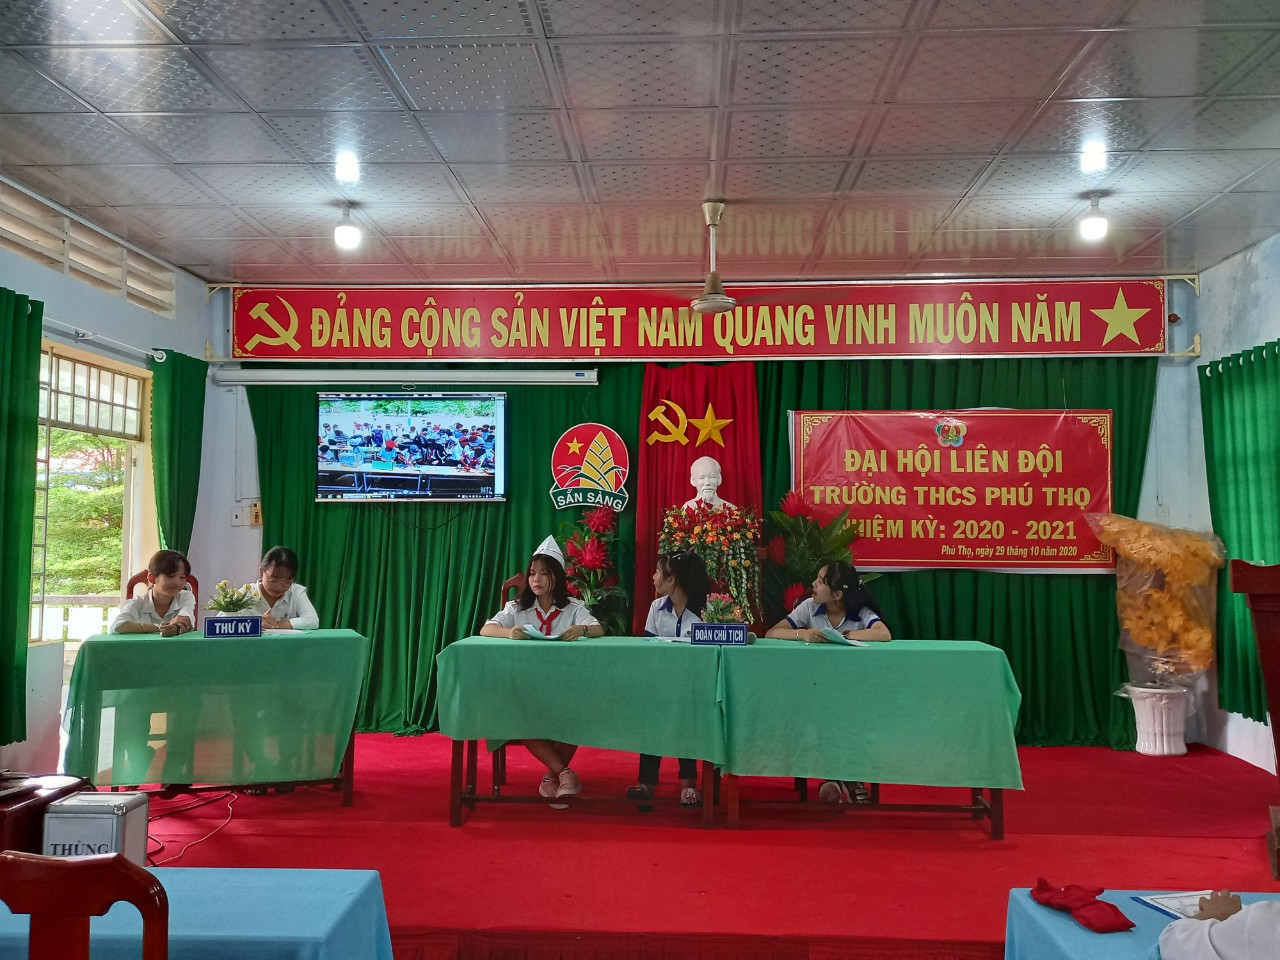 ĐẢNG CỘNG SẢN VIỆT NAM QUANG VINH MUÔN NĂM
SẴN SÀNG
ĐẠI HỘI LIÊN ĐỘI
TRƯỜNG THCS PHÚ THỌ
NHIỆM KỲ: 2020 - 2021
Phú Thọ, ngày 29 tháng 10 năm 2020
THƯ KÝ
ĐOÀN CHỦ TỊCH
THÙNG